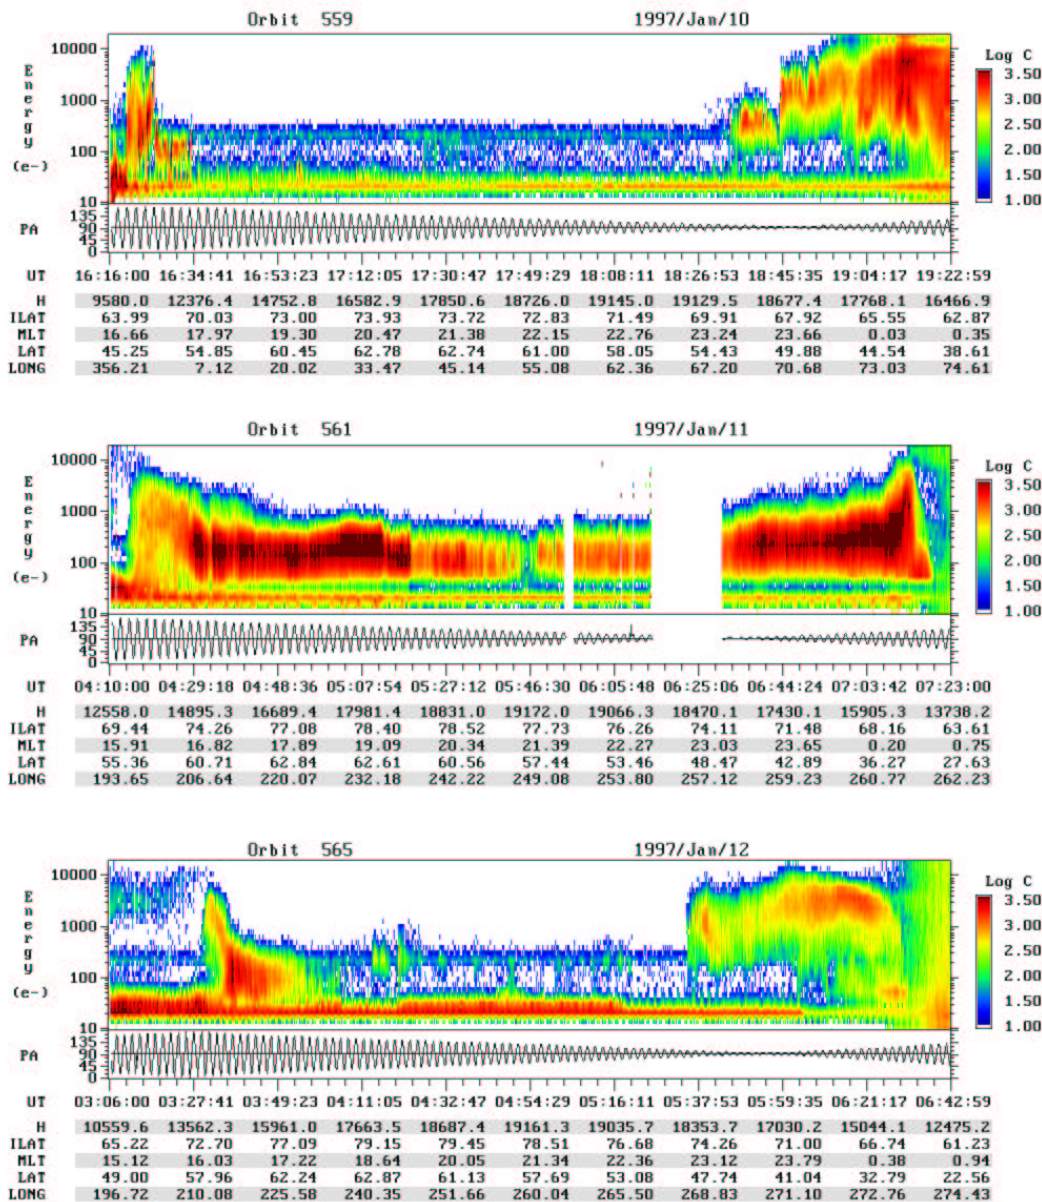 Orbit 559 1997/Jan/10
Log C
10000
1000
100
10
Energy
(e-)
3.50
3.00
2.50
2.00
1.50
1.00
PA
135
90
45
0
UT 16:16:00 16:34:41 16:53:23 17:12:05 17:30:47 17:49:29 18:08:11 18:26:53 18:45:35 19:04:17 19:22:59
H 9580.0 12376.4 14752.8 16582.9 17850.6 18726.0 19145.0 19129.5 18677.4 17768.1 16466.9
ILAT 63.99 70.03 73.00 73.93 73.72 72.83 71.49 69.91 67.92 65.55 62.87
MLT 16.66 17.97 19.30 20.47 21.38 22.15 22.76 23.24 23.66 0.03 0.35
LAT 45.25 54.85 60.45 62.78 62.74 61.00 58.05 54.43 49.88 44.54 38.61
LONG 356.21 7.12 20.02 33.47 45.14 55.08 62.36 67.20 70.68 73.03 74.61
Orbit 561 1997/Jan/11
Log C
10000
1000
100
10
Energy
(e-)
3.50
3.00
2.50
2.00
1.50
1.00
PA
135
90
45
0
UT 04:10:00 04:29:18 04:48:36 05:07:54 05:27:12 05:46:30 06:05:48 06:25:06 06:44:24 07:03:42 07:23:00
H 12558.0 14895.3 16689.4 17981.4 18831.0 19172.0 19066.3 18470.1 17430.1 15905.3 13738.2
ILAT 69.44 74.26 77.08 78.40 78.52 77.73 76.26 74.11 71.48 68.16 63.61
MLT 15.91 16.82 17.89 19.09 20.34 21.39 22.27 23.03 23.65 0.20 0.75
LAT 55.36 60.71 62.84 62.61 60.56 57.44 53.46 48.47 42.89 36.27 27.63
LONG 193.65 206.64 220.07 232.18 242.22 249.08 253.80 257.12 259.23 260.77 262.23
Orbit 565 1997/Jan/12
Log C
10000
1000
100
10
Energy
(e-)
3.50
3.00
2.50
2.00
1.50
1.00
PA
135
90
45
0
UT 03:06:00 03:27:41 03:49:23 04:11:05 04:32:47 04:54:29 05:16:11 05:37:53 05:59:35 06:21:17 06:42:59
H 10559.6 13562.3 15961.0 17663.5 18687.4 19161.3 19035.7 18353.7 17030.2 15044.1 12475.2
ILAT 65.22 72.70 77.09 79.15 79.45 78.51 76.68 74.26 71.00 66.74 61.23
MLT 15.12 16.03 17.22 18.64 20.05 21.34 22.36 23.12 23.79 0.38 0.94
LAT 49.00 57.96 62.24 62.87 61.13 57.69 53.08 47.74 41.04 32.79 22.56
LONG 196.72 210.08 225.58 240.35 251.66 260.04 265.50 268.83 271.10 272.76 274.43